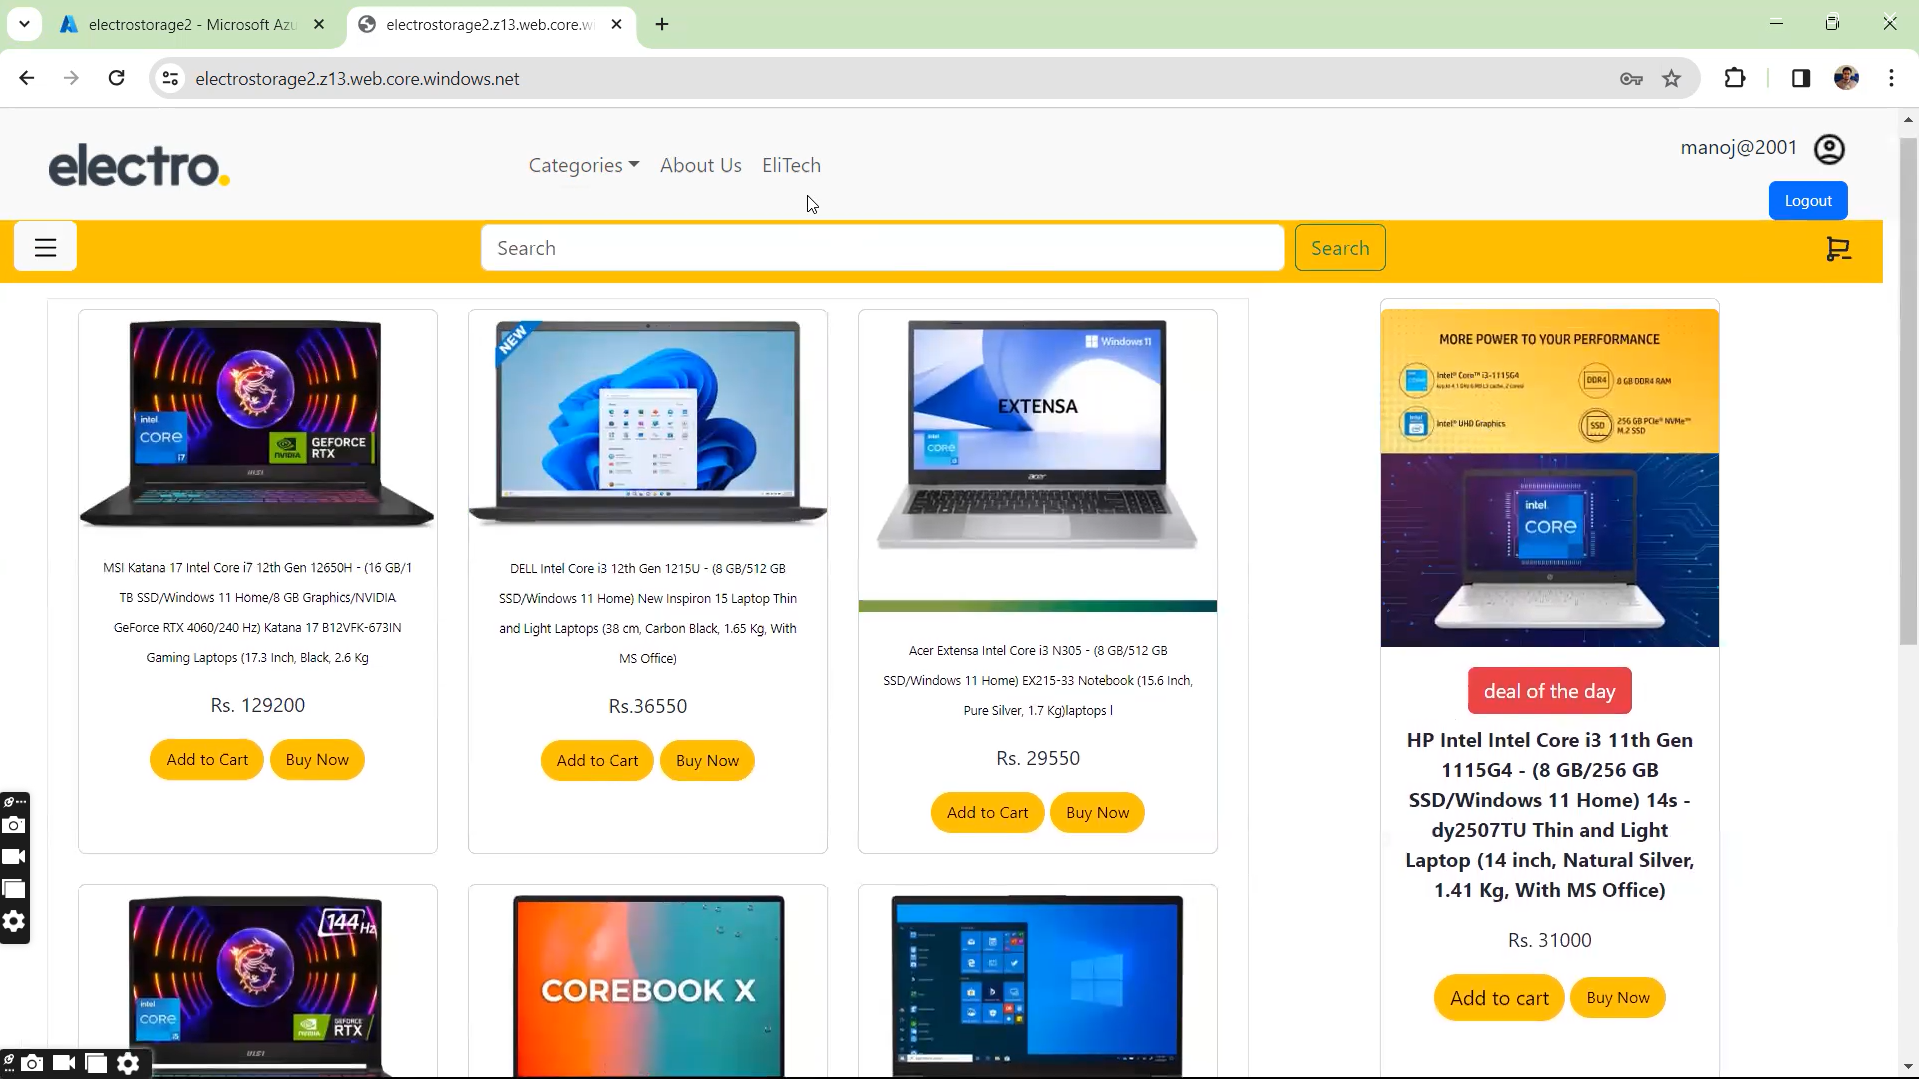 electrostorage2 - Microsoft Azu
electrostorage2.z13.web.core.w
electrostorage2.z13.web.core.windows.net
electro.
Categories
About Us
EliTech
manoj@2001
Logout
Search
Search
intel
CORE
i7
NVIDIA
GEFORCE
RTX
msi
MSI Katana 17 Intel Core i7 12th Gen 12650H - (16 GB/1
TB SSD/Windows 11 Home/8 GB Graphics/NVIDIA
GeForce RTX 4060/240 Hz) Katana 17 B12VFK-673IN
Gaming Laptops (17.3 Inch, Black, 2.6 Kg
Rs. 129200
Add to Cart
Buy Now
NEW
DELL Intel Core i3 12th Gen 1215U - (8 GB/512 GB
SSD/Windows 11 Home) New Inspiron 15 Laptop Thin
and Light Laptops (38 cm, Carbon Black, 1.65 Kg, With
MS Office)
Rs.36550
Add to Cart
Buy Now
Windows 11
EXTENSA
intel
CORE
acer
Acer Extensa Intel Core i3 N305 - (8 GB/512 GB
SSD/Windows 11 Home) EX215-33 Notebook (15.6 Inch,
Pure Silver, 1.7 Kg)laptops l
Rs. 29550
Add to Cart
Buy Now
MORE POWER TO YOUR PERFORMANCE
Intel® Core™ i3-1115G4
DDR4
8 GB DDR4 RAM
Intel® UHD Graphics
SSD
256 GB PCIe® NVMe™
M.2 SSD
intel
CORE
deal of the day
HP Intel Intel Core i3 11th Gen
1115G4 - (8 GB/256 GB
SSD/Windows 11 Home) 14s -
dy2507TU Thin and Light
Laptop (14 inch, Natural Silver,
1.41 Kg, With MS Office)
Rs. 31000
Add to cart
Buy Now
144Hz
intel
CORE
i5
GEFORCE
RTX
msi
COREBOOK X